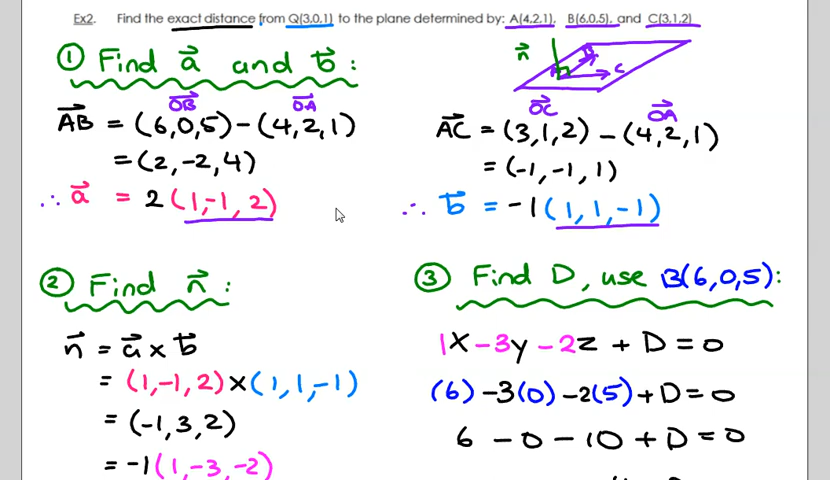 Ex2. Find the exact distance from Q(3,0,1) to the plane determined by: A(4,2,1), B(6,0,5), and C(3,1,2)
① Find a⃗ and b⃗ :
AB⃗ = (6,0,5) - (4,2,1)
OB⃗ OA⃗
= (2,-2,4)
∴ a⃗ = 2(1,-1,2)
n⃗ B C
AC⃗ = (3,1,2) - (4,2,1)
OC⃗ OA⃗
= (-1,-1,1)
∴ b⃗ = -1(1,1,-1)
② Find n⃗ :
n⃗ = a⃗ x b⃗
= (1,-1,2)x(1,1,-1)
= (-1,3,2)
= -1(1,-3,-2)
③ Find D, use B(6,0,5):
1x-3y-2z + D = 0
(6)-3(0)-2(5)+D=0
6 - 0 - 10 + D = 0